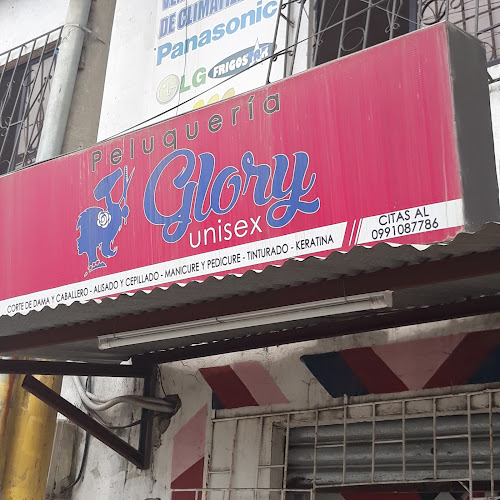 DE CLIMATI
Panasonic
LG
Peluquería
Glory
unisex
CITAS AL
0991087786
CORTE DE DAMA Y CABALLERO - ALISADO Y CEPILLADO - MANICURE Y PEDICURE - TINTURADO - KERATINA